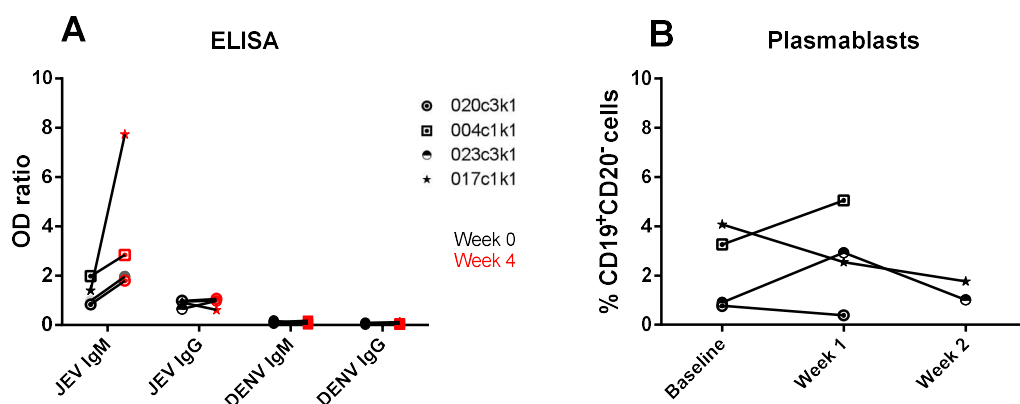 A
ELISA
OD ratio
10
8
6
4
2
0
JEV IgM
JEV IgG
DENV IgM
DENV IgG
020c3k1
004c1k1
023c3k1
017c1k1
Week 0
Week 4
B
Plasmablasts
% CD19+CD20- cells
10
8
6
4
2
0
Baseline
Week 1
Week 2